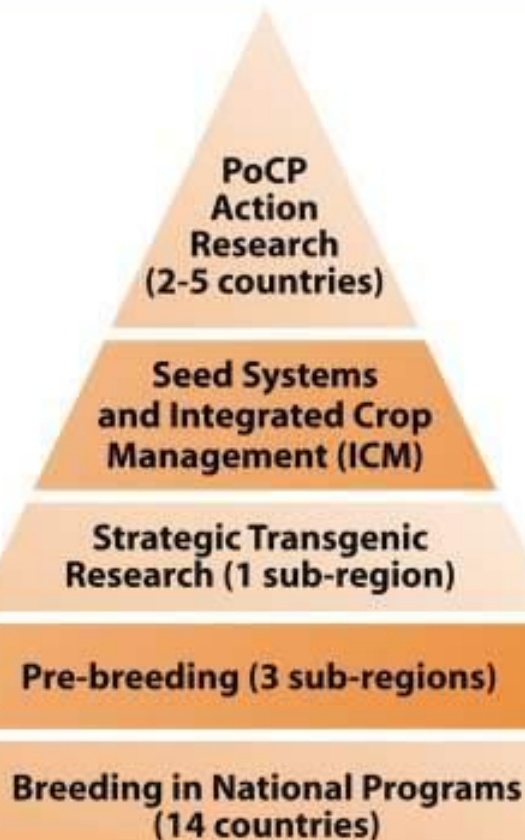 PoCP
Action
Research
(2-5 countries)
Seed Systems
and Integrated Crop
Management (ICM)
Strategic Transgenic
Research (1 sub-region)
Pre-breeding (3 sub-regions)
Breeding in National Programs
(14 countries)